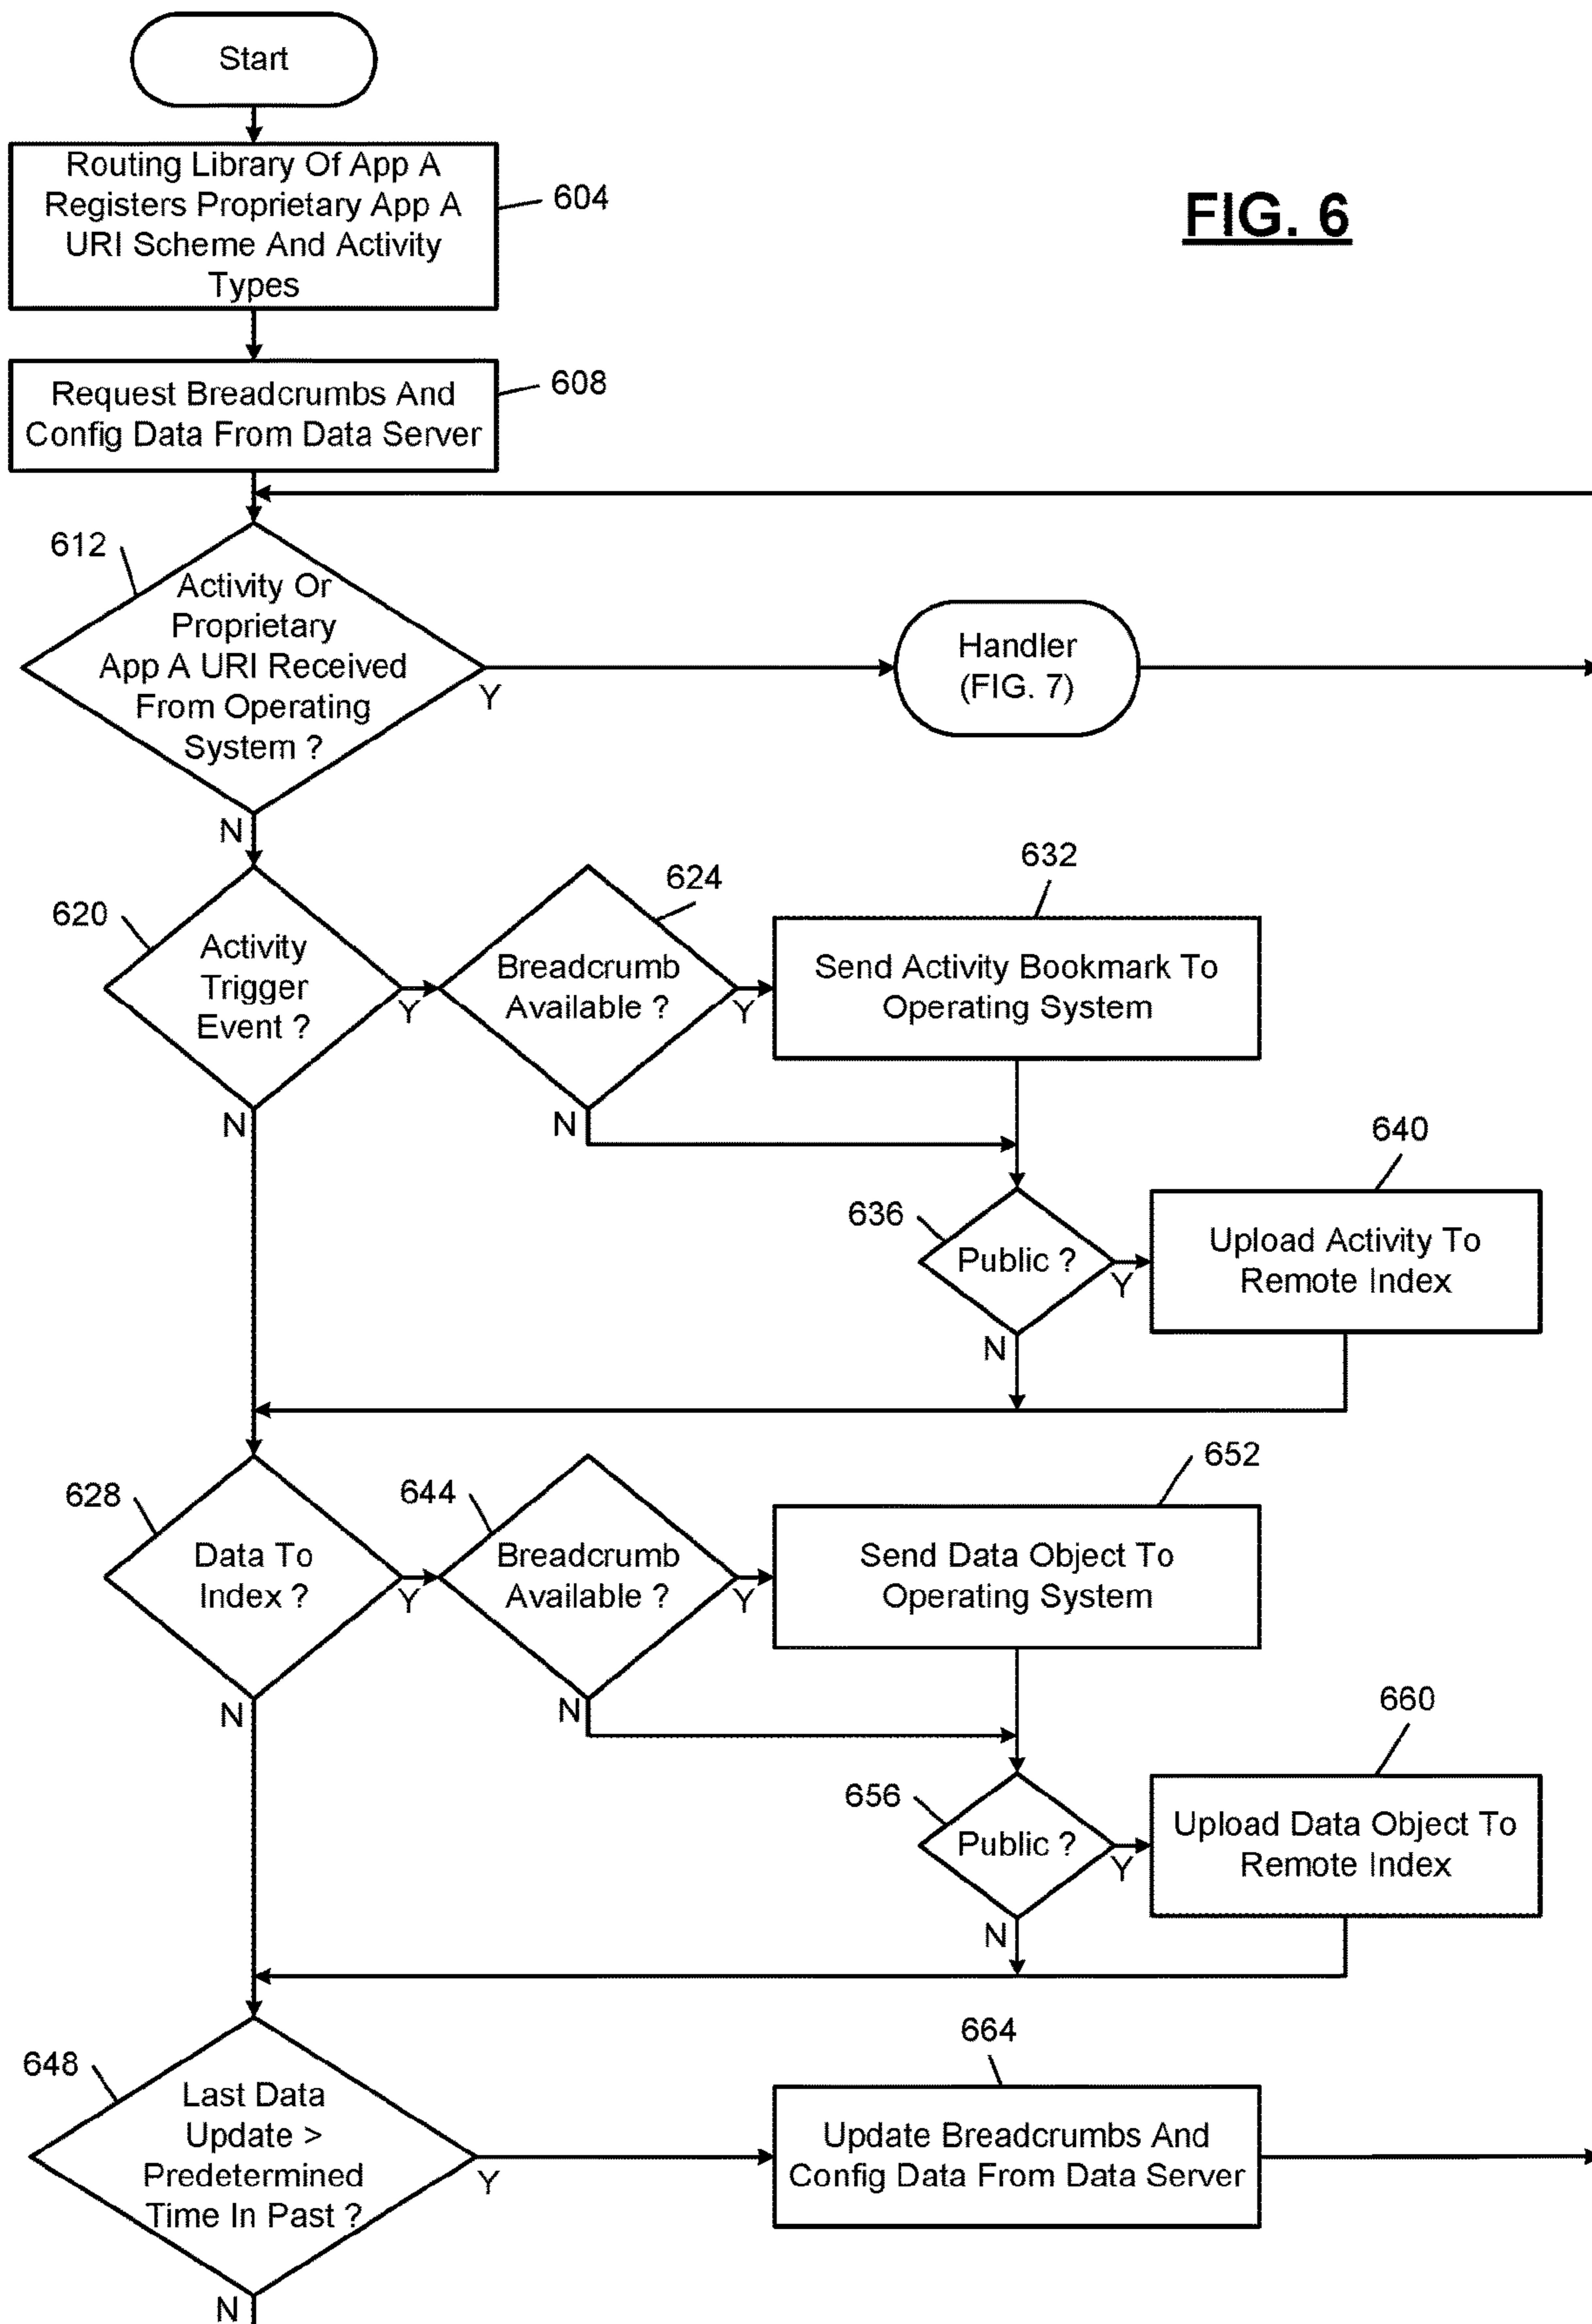 Start
Routing Library Of App A
Registers Proprietary App A
URI Scheme And Activity
Types
604
FIG. 6
Request Breadcrumbs And
Config Data From Data Server
608
612
Activity Or
Proprietary
App A URI Received
From Operating
System ?
Y
N
Handler
(FIG. 7)
620
Activity
Trigger
Event ?
Y
N
624
Breadcrumb
Available ?
Y
N
632
Send Activity Bookmark To
Operating System
636
Public ?
Y
N
640
Upload Activity To
Remote Index
628
Data To
Index ?
Y
N
644
Breadcrumb
Available ?
Y
N
652
Send Data Object To
Operating System
656
Public ?
Y
N
660
Upload Data Object To
Remote Index
648
Last Data
Update >
Predetermined
Time In Past ?
Y
N
664
Update Breadcrumbs And
Config Data From Data Server